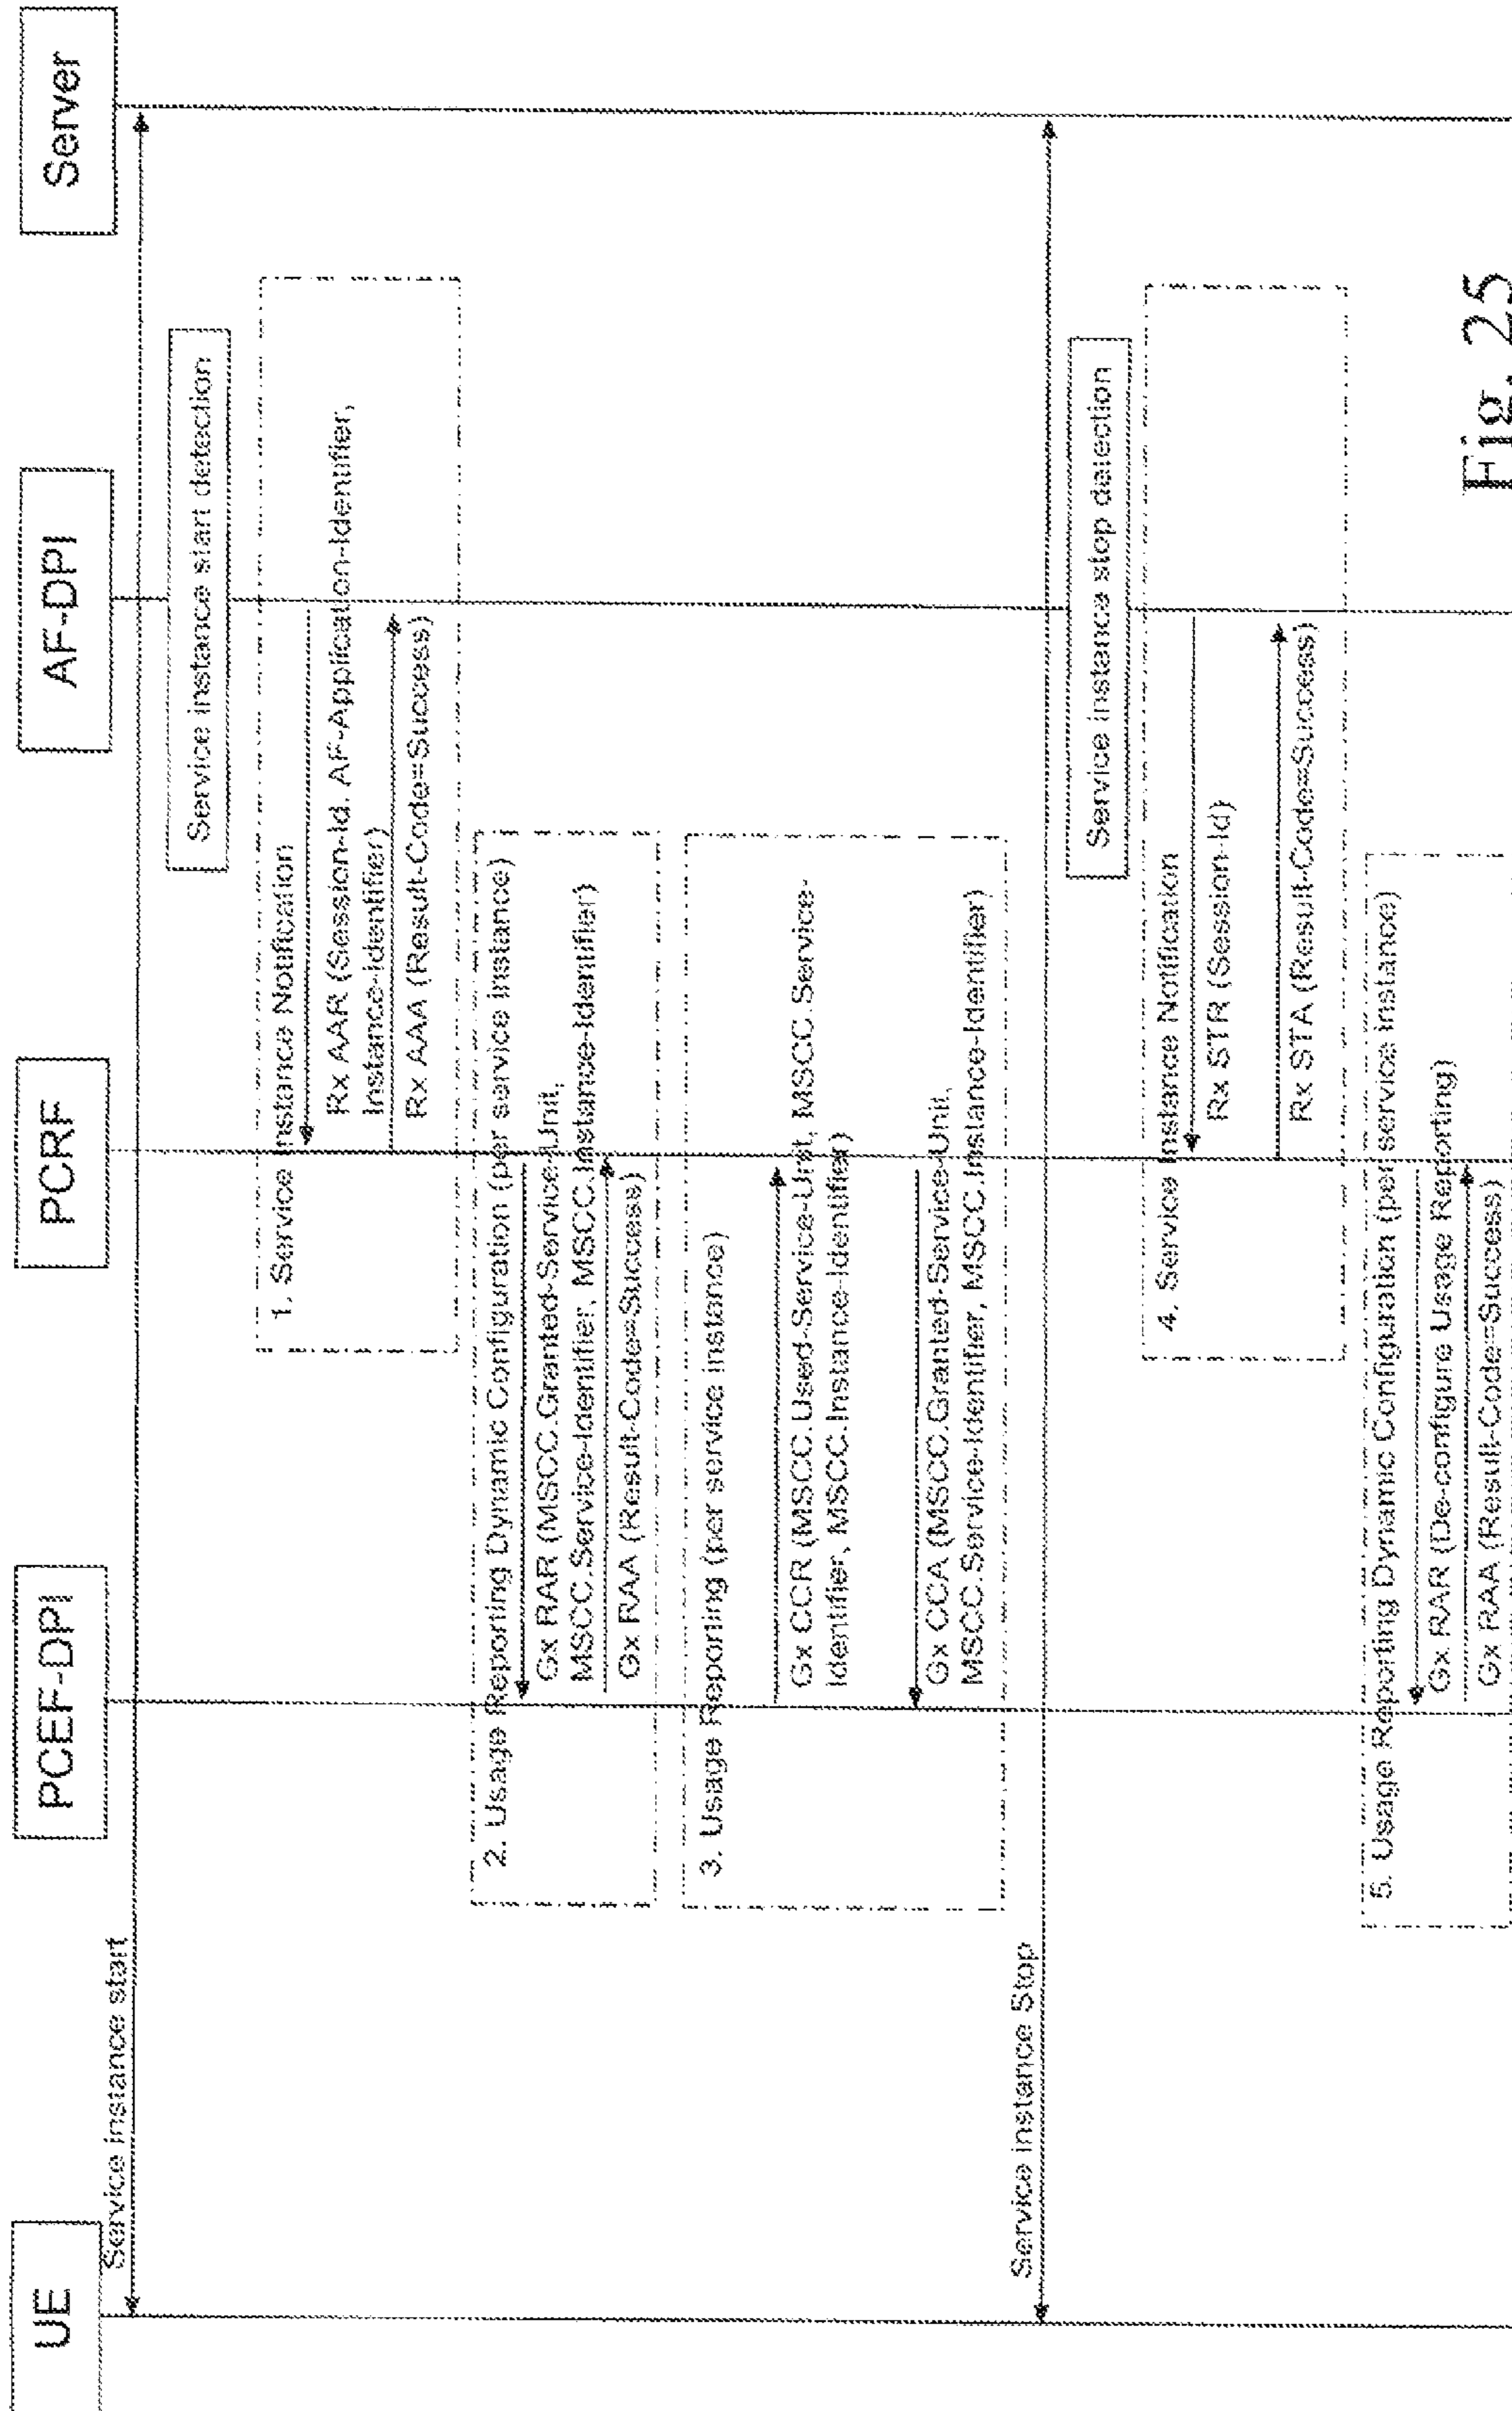 UE
PCEF-DPI
PCRF
AF-DPI
Server
Service instance start
Service instance start detection
1. Service Instance Notification
Rx AAR (Session-Id, AF-Application-Identifier,
Instance-Identifier)
Rx AAA (Result-Code=Success)
2. Usage Reporting Dynamic Configuration (per service instance)
Gx RAR (MSCC.Granted-Service-Unit,
MSCC.Service-Identifier, MSCC.Instance-Identifier)
Gx RAA (Result-Code=Success)
3. Usage Reporting (per service instance)
Gx CCR (MSCC.Used-Service-Unit, MSCC.Service-
Identifier, MSCC.Instance-Identifier)
Gx CCA (MSCC.Granted-Service-Unit,
MSCC.Service-Identifier, MSCC.Instance-Identifier)
Service instance Stop
Service instance stop detection
4. Service Instance Notification
Rx STR (Session-Id)
Rx STA (Result-Code=Success)
5. Usage Reporting Dynamic Configuration (per service instance)
Gx RAR (De-configure Usage Reporting)
Gx RAA (Result-Code=Success)
Fig. 25